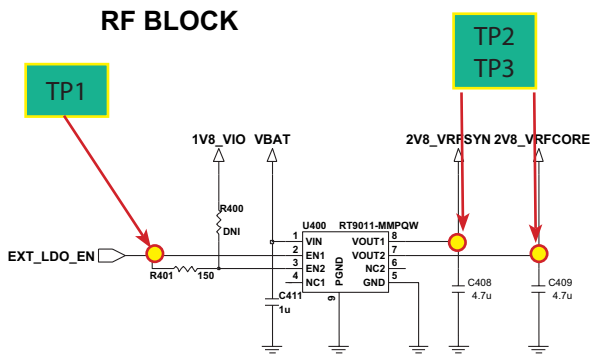 RF BLOCK
TP1
TP2
TP3
1V8_VIO VBAT
2V8_VRFSYN 2V8_VRFCORE
R400
DNI
U400 RT9011-MMPQW
1 VIN VOUT1 8
2 EN1 VOUT2 7
3 EN2 NC2 6
4 NC1 GND 5
PGND
9
EXT_LDO_EN
R401 150
C411
1u
C408
4.7u
C409
4.7u